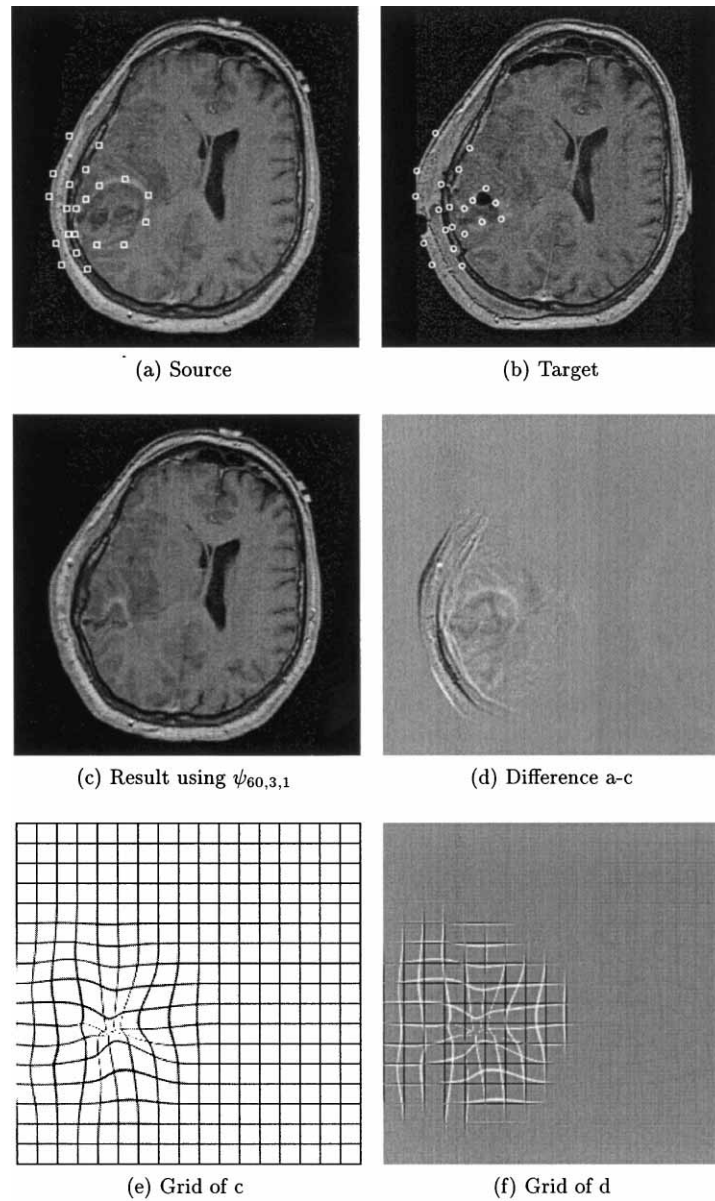 (a) Source
(b) Target
(c) Result using ψ60,3,1
(d) Difference a-c
(e) Grid of c
(f) Grid of d